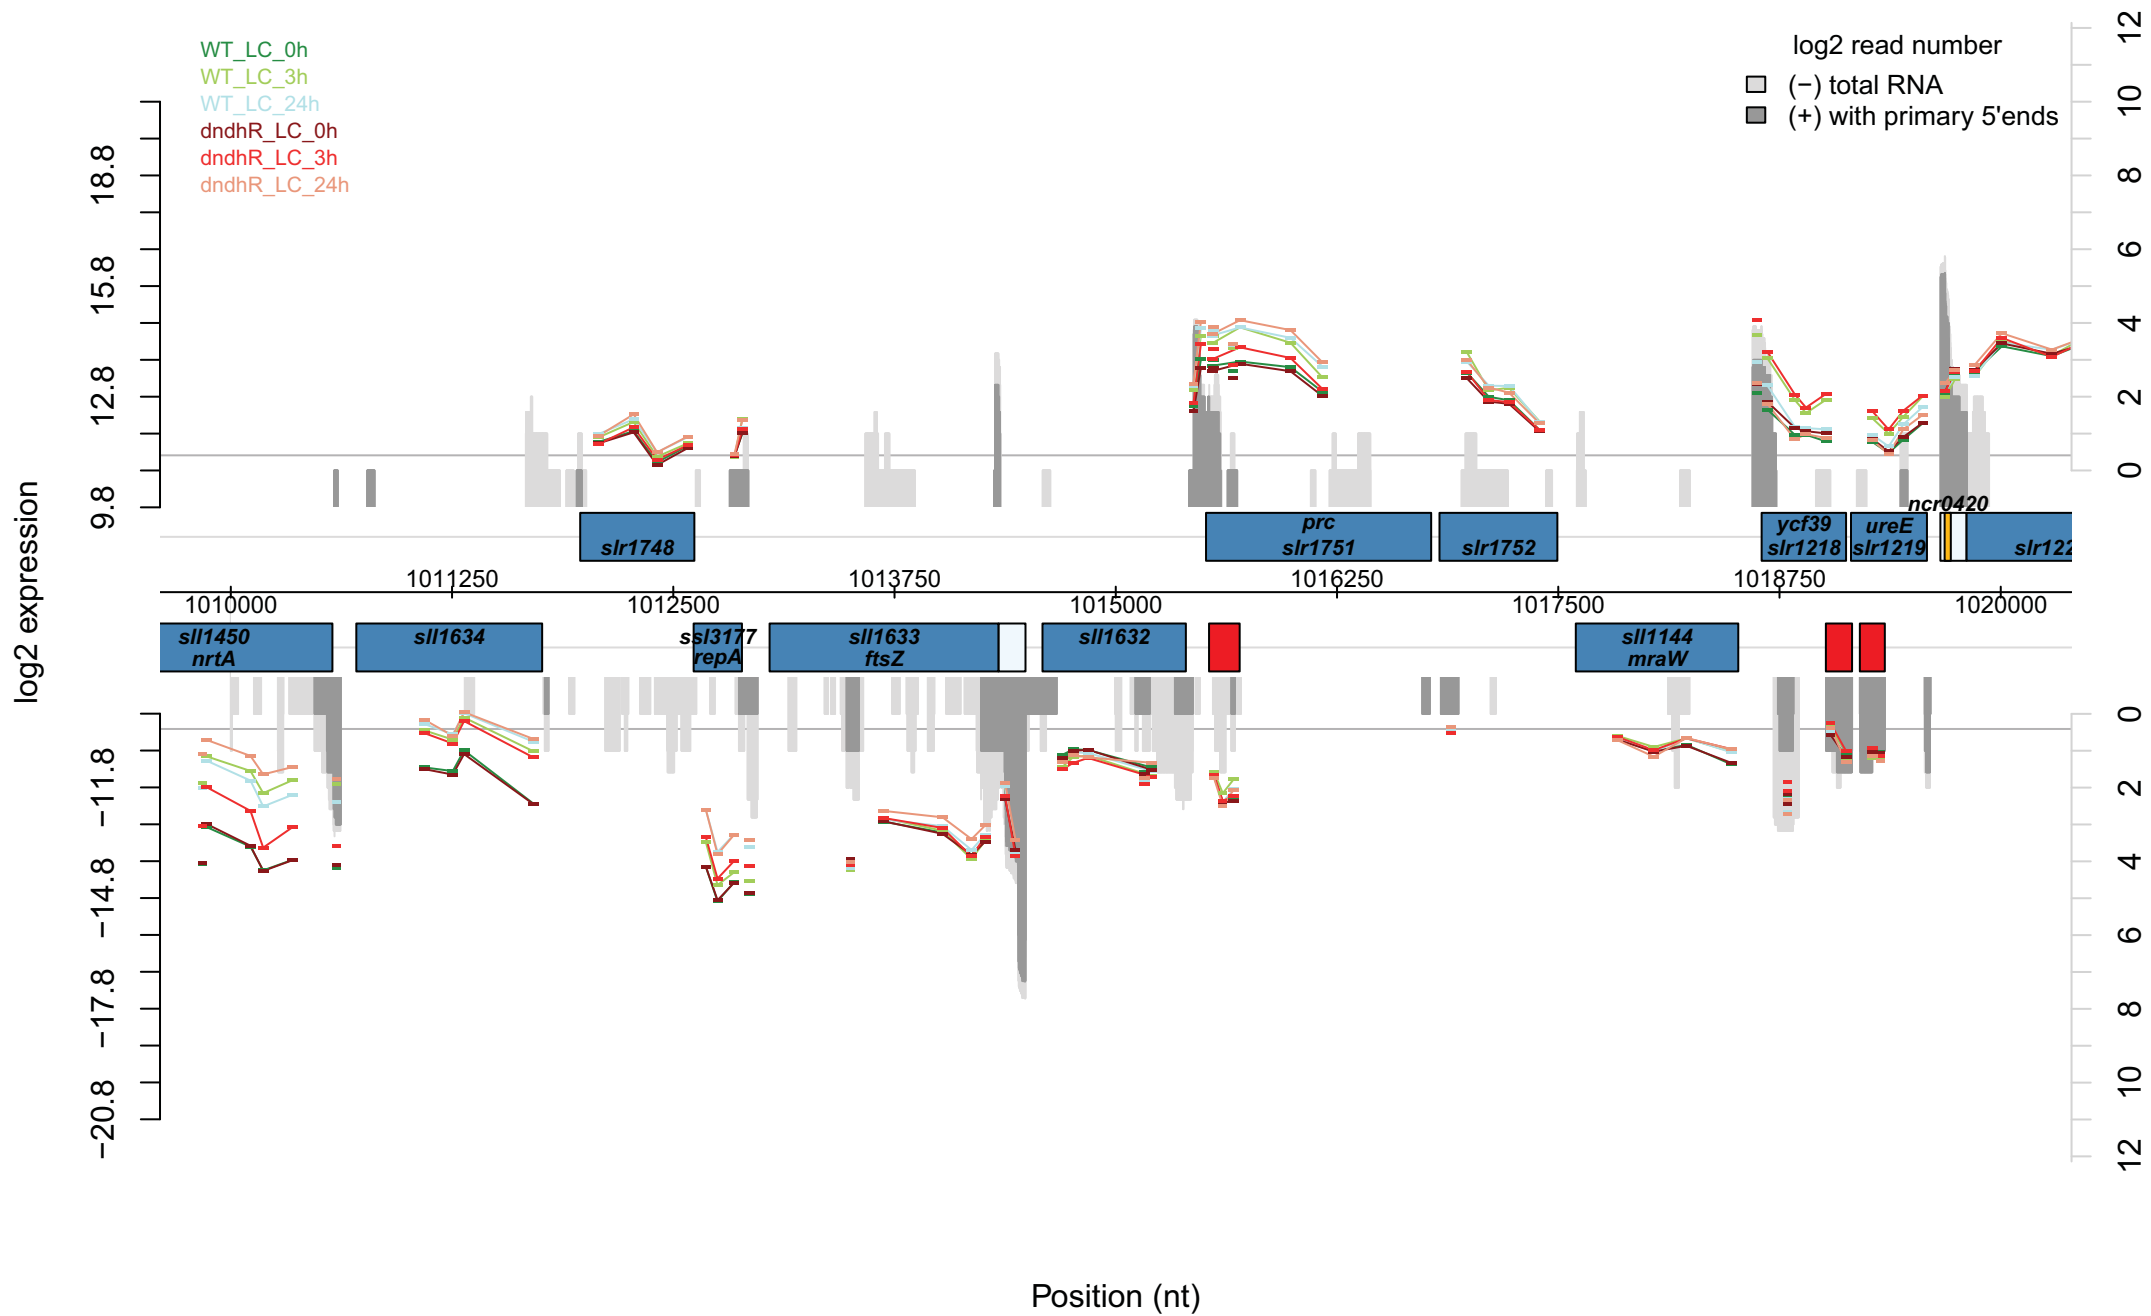 WT_LC_0h
WT_LC_3h
WT_LC_24h
dndhR_LC_0h
dndhR_LC_3h
dndhR_LC_24h
log2 read number
(−) total RNA
(+) with primary 5'ends
log2 expression
18.8
15.8
12.8
9.8
12
10
8
6
4
2
0
ncr0420
prc
ycf39
ureE
slr1748
slr1751
slr1752
slr1218
slr1219
slr122
1011250
1013750
1016250
1018750
1010000
1012500
1015000
1017500
1020000
sll1450
nrtA
sll1634
ssl3177
repA
sll1633
ftsZ
sll1632
sll1144
mraW
−11.8
−14.8
−17.8
−20.8
0
2
4
6
8
10
12
Position (nt)